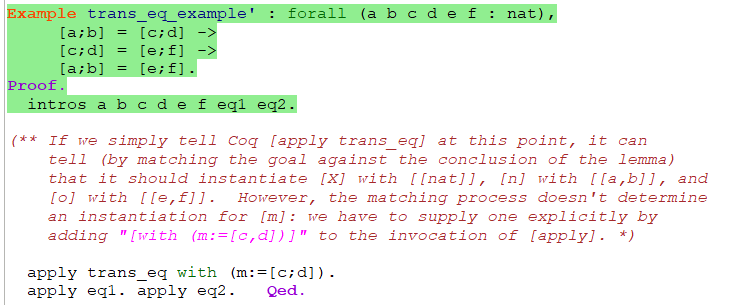 Example trans_eq_example' : forall (a b c d e f : nat),
[a;b] = [c;d] ->
[c;d] = [e;f] ->
[a;b] = [e;f].
Proof.
intros a b c d e f eq1 eq2.
(** If we simply tell Coq [apply trans_eq] at this point, it can
tell (by matching the goal against the conclusion of the lemma)
that it should instantiate [X] with [[nat]], [n] with [[a,b]], and
[o] with [[e,f]].  However, the matching process doesn't determine
an instantiation for [m]: we have to supply one explicitly by
adding "[with (m:=[c,d])]" to the invocation of [apply]. *)
apply trans_eq with (m:=[c;d]).
apply eq1. apply eq2.   Qed.